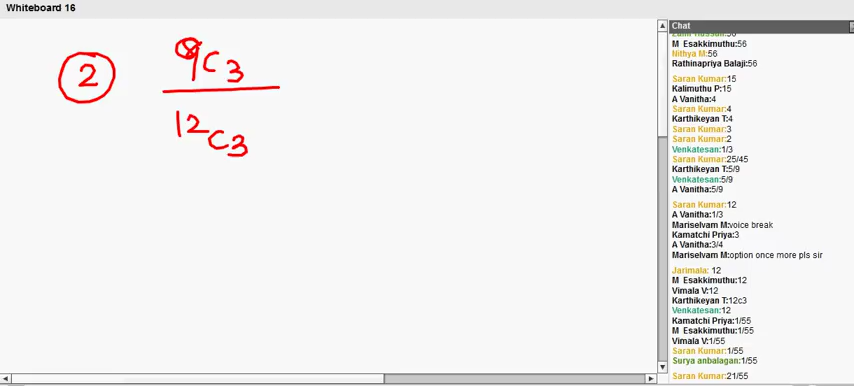 Whiteboard 16
2
9C3
12C3
Chat
M Esakkimuthu:56
Nithya M:56
Rathinapriya Balaji:56
Saran Kumar:15
Kalimuthu P:15
A Vanitha:4
Saran Kumar:4
Karthikeyan T:4
Saran Kumar:3
Saran Kumar:2
Venkatesan:1/3
Saran Kumar:25/45
Karthikeyan T:5/9
Venkatesan:5/9
A Vanitha:5/9
Saran Kumar:12
A Vanitha:1/3
Mariselvam M:voice break
Kamatchi Priya:3
A Vanitha:3/4
Mariselvam M:option once more pls sir
Jarimala: 12
M Esakkimuthu:12
Vimala V:12
Karthikeyan T:12c3
Venkatesan:12
Kamatchi Priya:1/55
M Esakkimuthu:1/55
Vimala V:1/55
Saran Kumar:1/55
Surya anbalagan:1/55
Saran Kumar:21/55